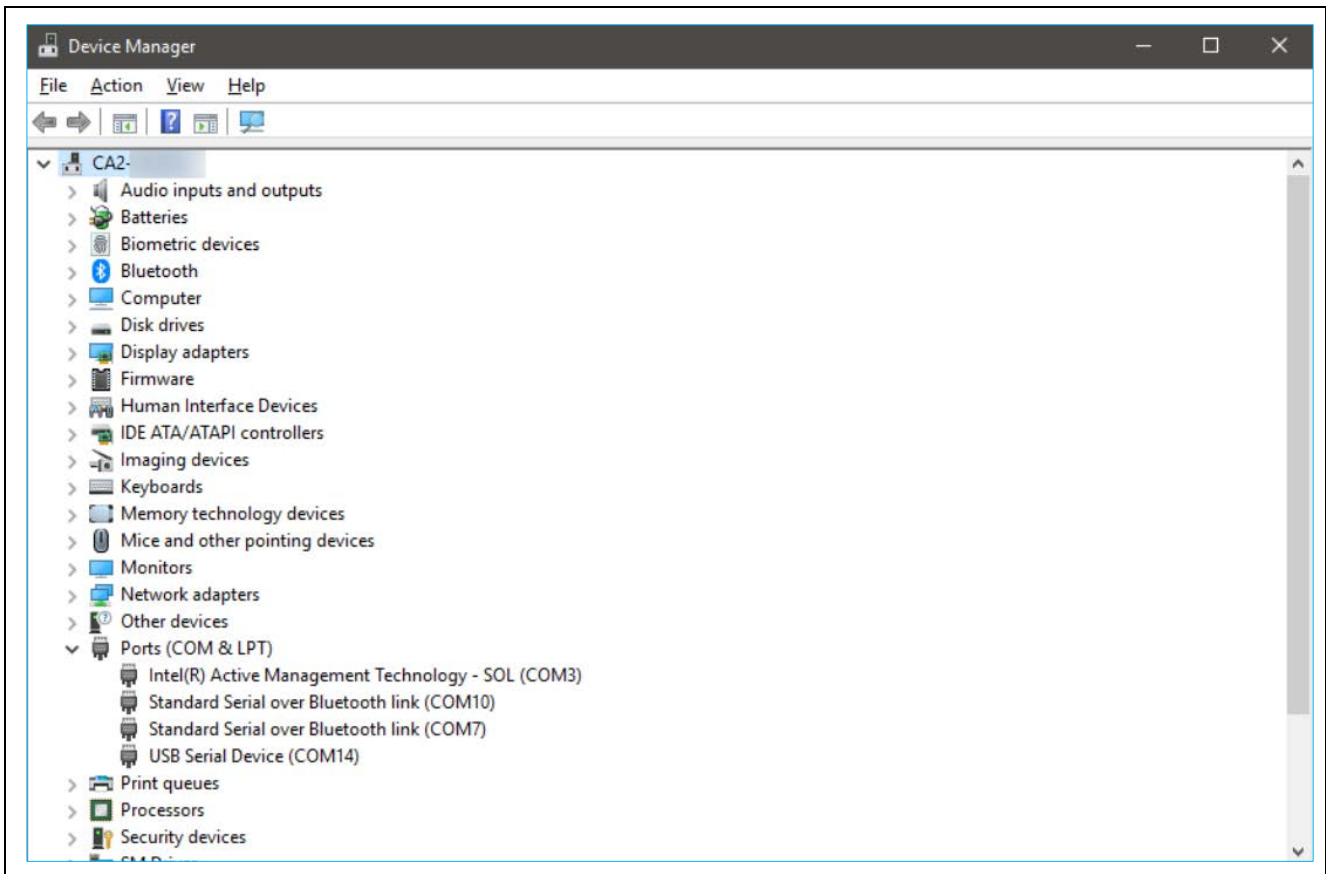 Device Manager
File Action View Help
CA2-
Audio inputs and outputs
Batteries
Biometric devices
Bluetooth
Computer
Disk drives
Display adapters
Firmware
Human Interface Devices
IDE ATA/ATAPI controllers
Imaging devices
Keyboards
Memory technology devices
Mice and other pointing devices
Monitors
Network adapters
Other devices
Ports (COM & LPT)
Intel(R) Active Management Technology - SOL (COM3)
Standard Serial over Bluetooth link (COM10)
Standard Serial over Bluetooth link (COM7)
USB Serial Device (COM14)
Print queues
Processors
Security devices